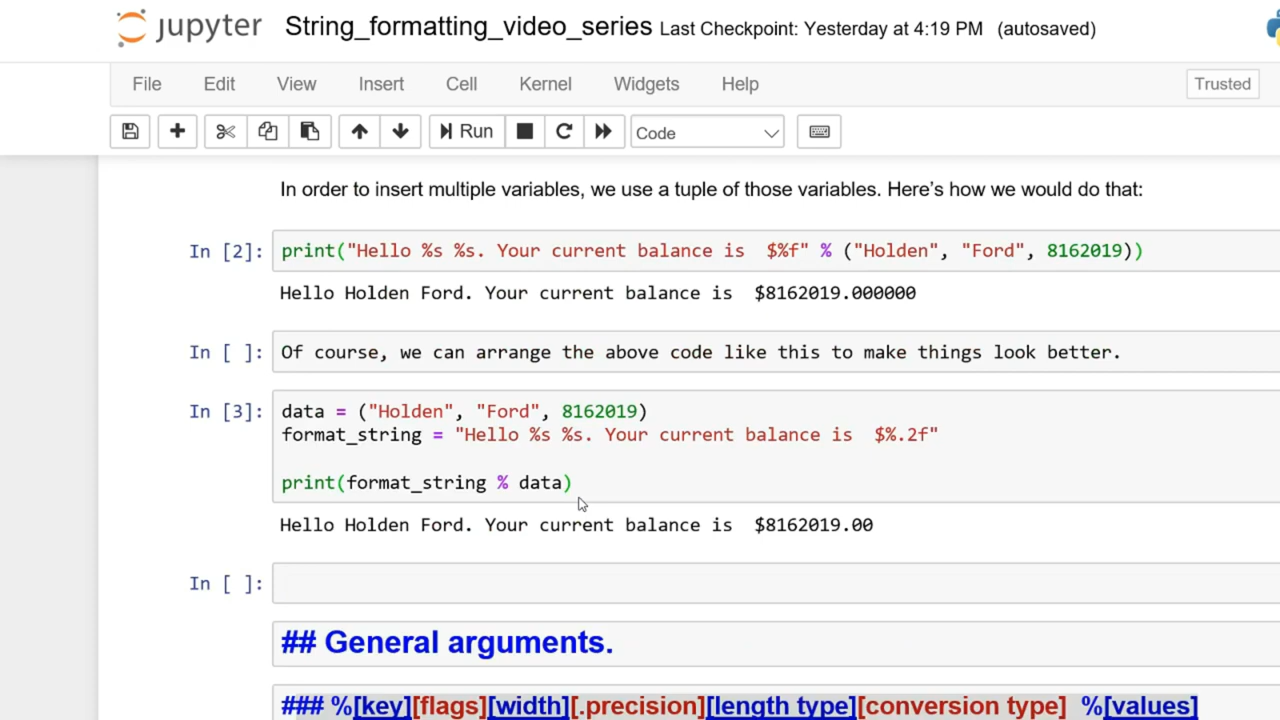 jupyter String_formatting_video_series Last Checkpoint: Yesterday at 4:19 PM (autosaved)
File Edit View Insert Cell Kernel Widgets Help Trusted
Run Code
In order to insert multiple variables, we use a tuple of those variables. Here’s how we would do that:
In [2]: print("Hello %s %s. Your current balance is  $%f" % ("Holden", "Ford", 8162019))
Hello Holden Ford. Your current balance is  $8162019.000000
In [ ]: Of course, we can arrange the above code like this to make things look better.
In [3]: data = ("Holden", "Ford", 8162019)
format_string = "Hello %s %s. Your current balance is  $%.2f"
print(format_string % data)
Hello Holden Ford. Your current balance is  $8162019.00
In [ ]:
## General arguments.
### %[key][flags][width][.precision][length type][conversion type]  %[values]